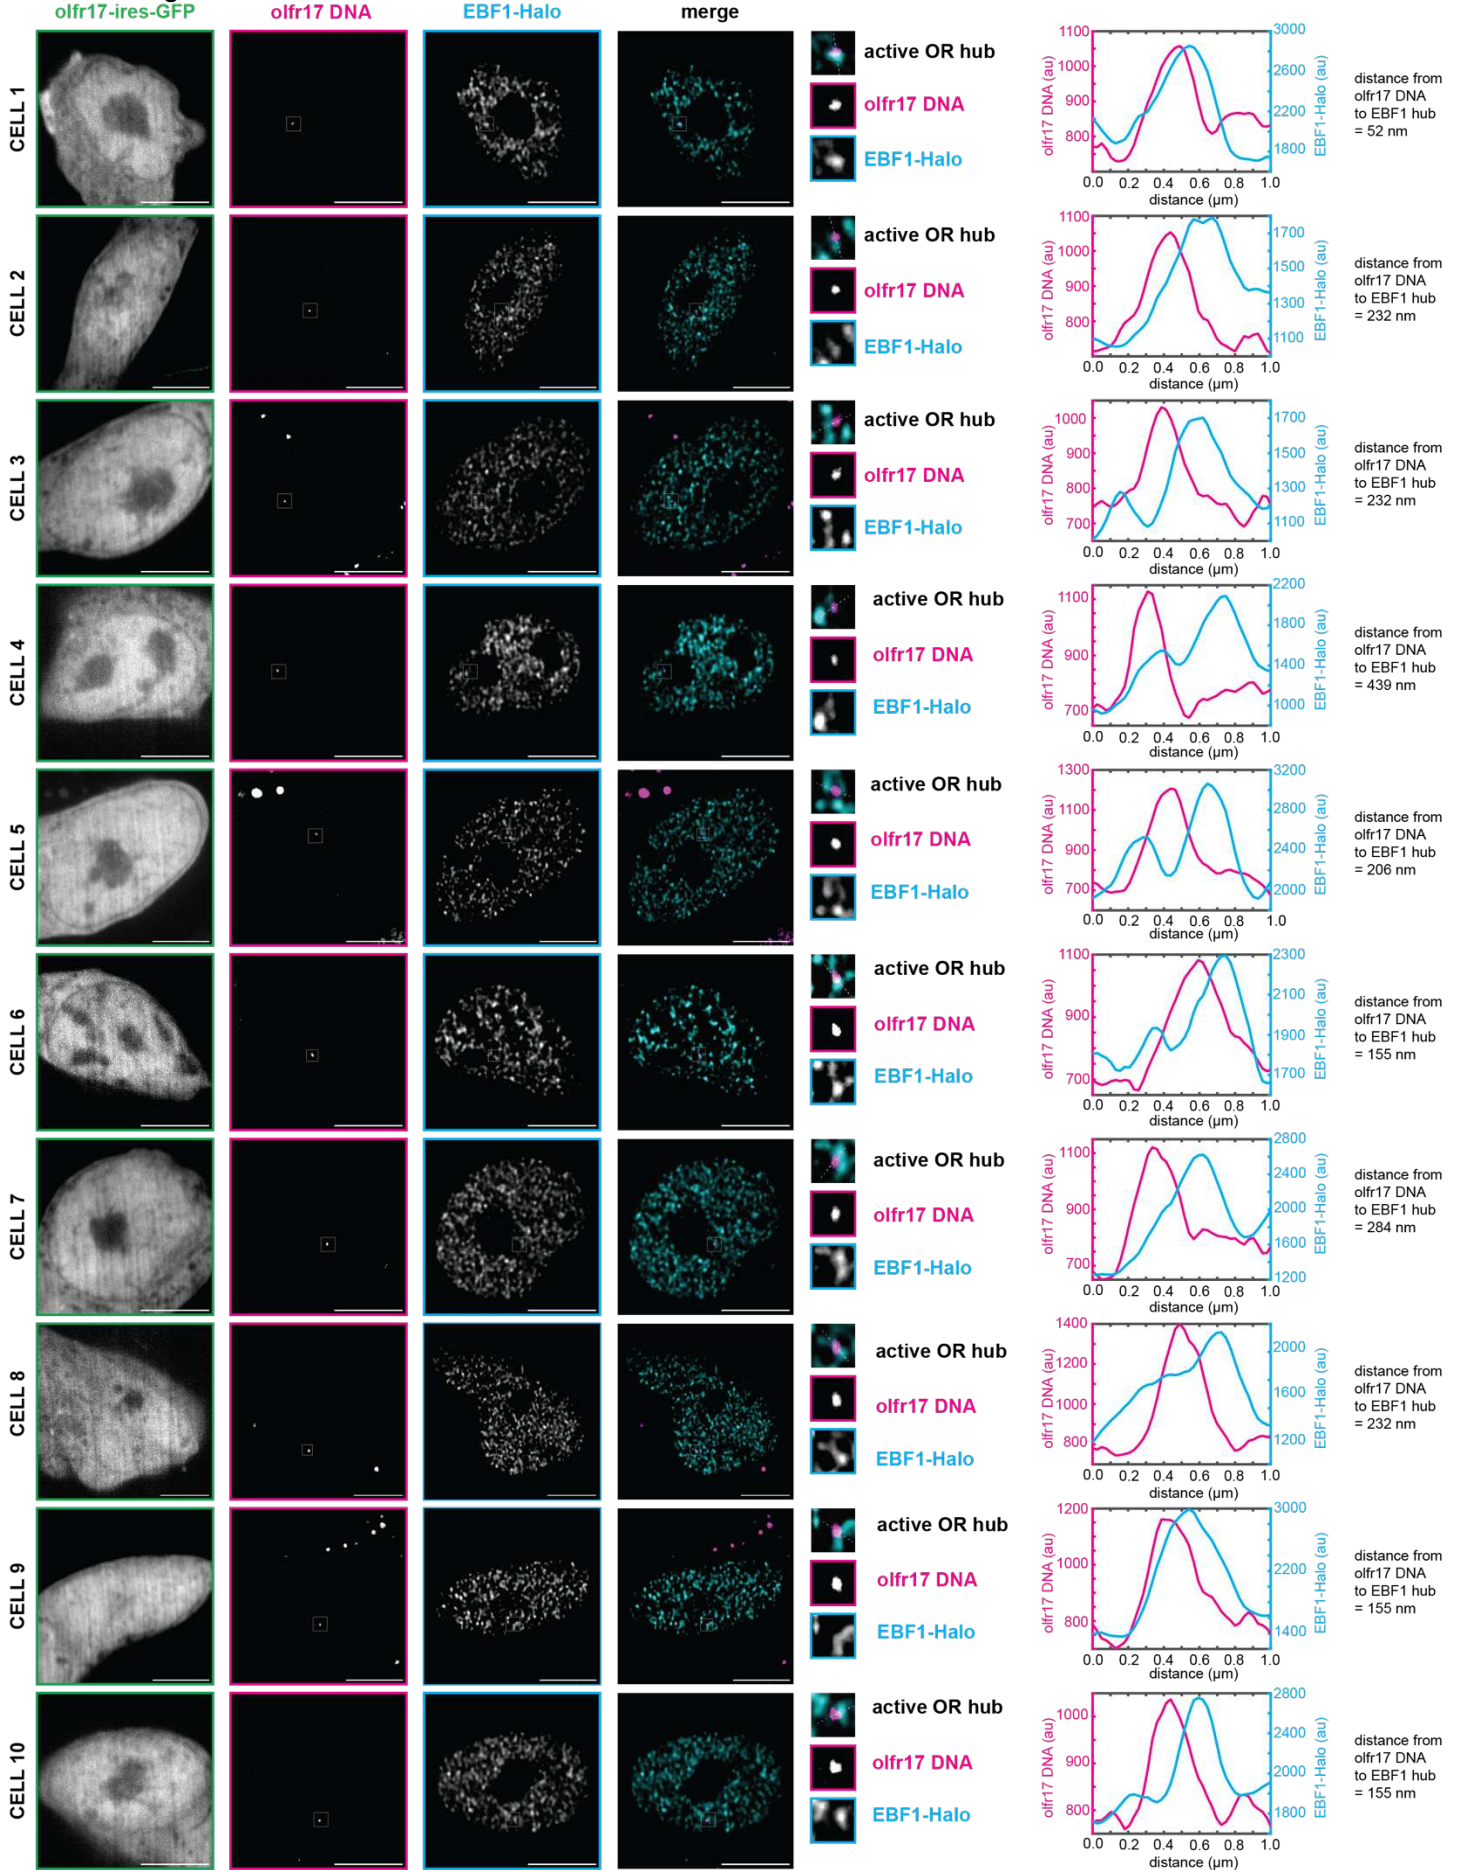 olfr17-ires-GFP olfr17 DNA EBF1-Halo merge
CELL 1
active OR hub
olfr17 DNA
EBF1-Halo
olfr17 DNA (au)
1100
1000
900
800
3000
2600
2200
1800
EBF1-Halo (au)
0.0 0.2 0.4 0.6 0.8 1.0
distance (µm)
distance from
olfr17 DNA
to EBF1 hub
= 52 nm
CELL 2
active OR hub
olfr17 DNA
EBF1-Halo
olfr17 DNA (au)
1100
1000
900
800
1700
1500
1300
1100
EBF1-Halo (au)
0.0 0.2 0.4 0.6 0.8 1.0
distance (µm)
distance from
olfr17 DNA
to EBF1 hub
= 232 nm
CELL 3
active OR hub
olfr17 DNA
EBF1-Halo
olfr17 DNA (au)
1000
900
800
700
1700
1500
1300
1100
EBF1-Halo (au)
0.0 0.2 0.4 0.6 0.8 1.0
distance (µm)
distance from
olfr17 DNA
to EBF1 hub
= 232 nm
CELL 4
active OR hub
olfr17 DNA
EBF1-Halo
olfr17 DNA (au)
1100
900
700
2200
1800
1400
1000
EBF1-Halo (au)
0.0 0.2 0.4 0.6 0.8 1.0
distance (µm)
distance from
olfr17 DNA
to EBF1 hub
= 439 nm
CELL 5
active OR hub
olfr17 DNA
EBF1-Halo
olfr17 DNA (au)
1300
1100
900
700
3200
2800
2400
2000
EBF1-Halo (au)
0.0 0.2 0.4 0.6 0.8 1.0
distance (µm)
distance from
olfr17 DNA
to EBF1 hub
= 206 nm
CELL 6
active OR hub
olfr17 DNA
EBF1-Halo
olfr17 DNA (au)
1100
900
700
2300
2100
1900
1700
EBF1-Halo (au)
0.0 0.2 0.4 0.6 0.8 1.0
distance (µm)
distance from
olfr17 DNA
to EBF1 hub
= 155 nm
CELL 7
active OR hub
olfr17 DNA
EBF1-Halo
olfr17 DNA (au)
1100
900
700
2800
2400
2000
1600
1200
EBF1-Halo (au)
0.0 0.2 0.4 0.6 0.8 1.0
distance (µm)
distance from
olfr17 DNA
to EBF1 hub
= 284 nm
CELL 8
active OR hub
olfr17 DNA
EBF1-Halo
olfr17 DNA (au)
1400
1200
1000
800
2000
1600
1200
EBF1-Halo (au)
0.0 0.2 0.4 0.6 0.8 1.0
distance (µm)
distance from
olfr17 DNA
to EBF1 hub
= 232 nm
CELL 9
active OR hub
olfr17 DNA
EBF1-Halo
olfr17 DNA (au)
1200
1000
800
3000
2200
1400
EBF1-Halo (au)
0.0 0.2 0.4 0.6 0.8 1.0
distance (µm)
distance from
olfr17 DNA
to EBF1 hub
= 155 nm
CELL 10
active OR hub
olfr17 DNA
EBF1-Halo
olfr17 DNA (au)
1000
900
800
2800
2400
2000
1800
EBF1-Halo (au)
0.0 0.2 0.4 0.6 0.8 1.0
distance (µm)
distance from
olfr17 DNA
to EBF1 hub
= 155 nm